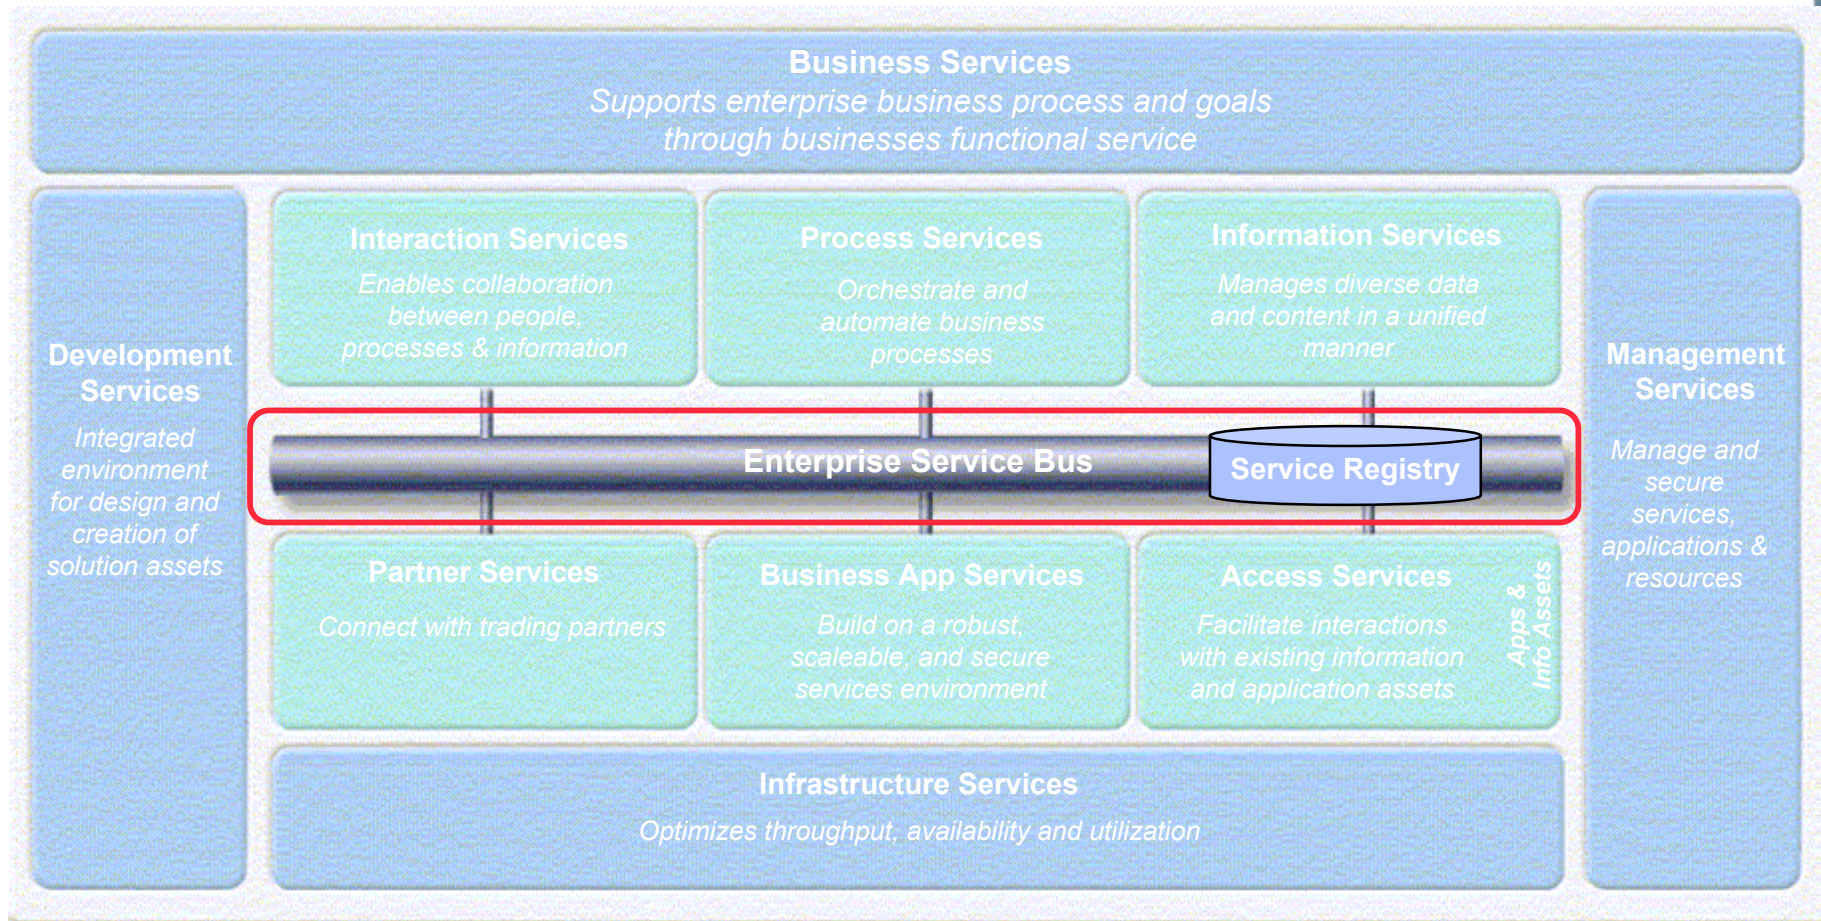 Business Services
Supports enterprise business process and goals
through businesses functional service
Development
Services
Integrated
environment
for design and
creation of
solution assets
Interaction Services
Enables collaboration
between people,
processes & information
Process Services
Orchestrate and
automate business
processes
Information Services
Manages diverse data
and content in a unified
manner
Management
Services
Manage and
secure
services,
applications &
resources
Enterprise Service Bus
Service Registry
Partner Services
Connect with trading partners
Business App Services
Build on a robust,
scaleable, and secure
services environment
Access Services
Facilitate interactions
with existing information
and application assets
Apps &
Info Assets
Infrastructure Services
Optimizes throughput, availability and utilization